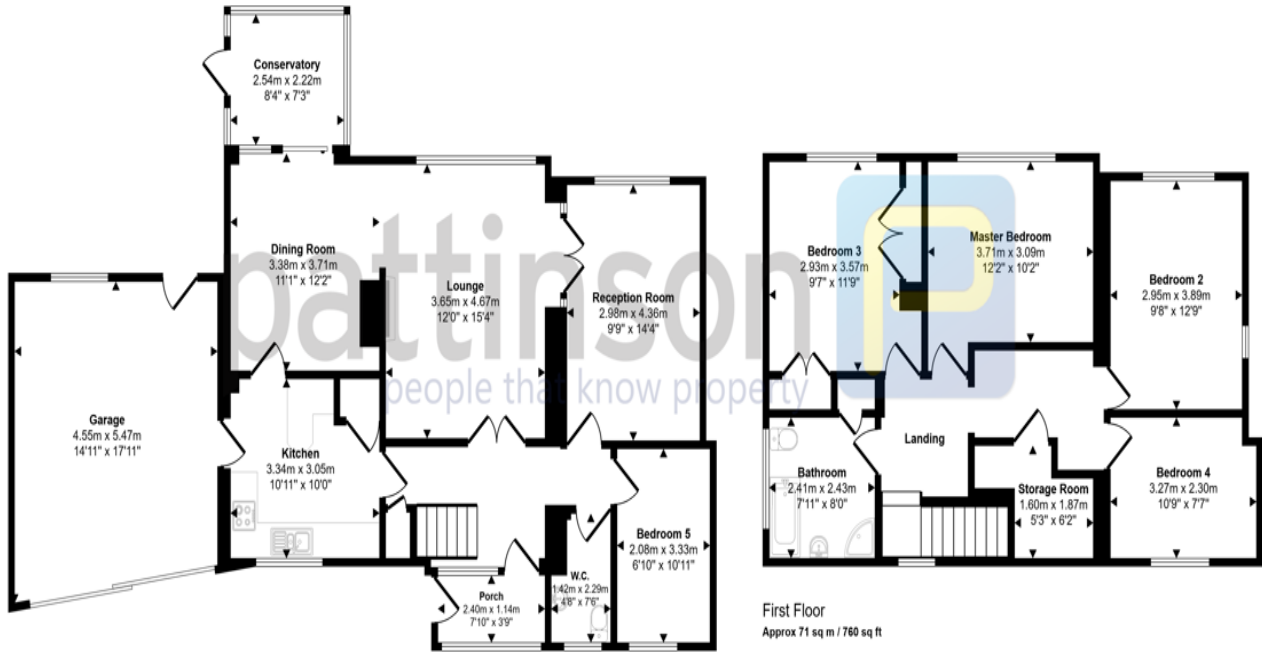 Conservatory
2.54m x 2.22m
8'4" x 7'3"
Dining Room
3.38m x 3.71m
11'1" x 12'2"
Lounge
3.65m x 4.67m
12'0" x 15'4"
Reception Room
2.98m x 4.36m
9'9" x 14'4"
Garage
4.55m x 5.47m
14'11" x 17'11"
Kitchen
3.34m x 3.05m
10'11" x 10'0"
Porch
2.40m x 1.14m
7'10" x 3'9"
W.C.
1.42m x 2.29m
4'8" x 7'6"
Bedroom 5
2.08m x 3.33m
6'10" x 10'11"
Bedroom 3
2.93m x 3.57m
9'7" x 11'9"
Master Bedroom
3.71m x 3.09m
12'2" x 10'2"
Bedroom 2
2.95m x 3.89m
9'8" x 12'9"
Landing
Bathroom
2.41m x 2.43m
7'11" x 8'0"
Storage Room
1.60m x 1.87m
5'3" x 6'2"
Bedroom 4
3.27m x 2.30m
10'9" x 7'7"
First Floor
Approx 71 sq m / 760 sq ft
pattinson
people that know property